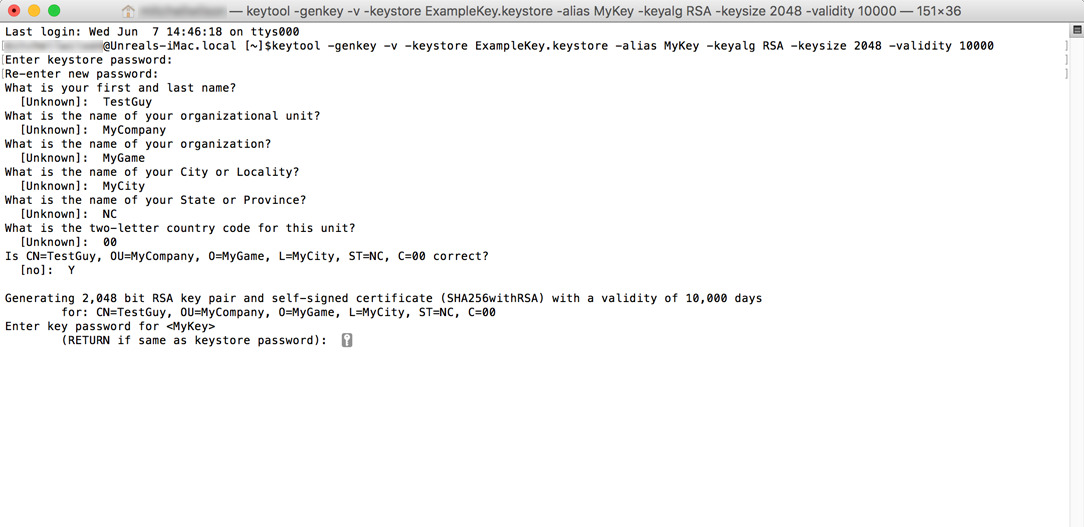 — keytool -genkey -v -keystore ExampleKey.keystore -alias MyKey -keyalg RSA -keysize 2048 -validity 10000 — 151×36
Last login: Wed Jun  7 14:46:18 on ttys000
@Unreals-iMac.local [~]$keytool -genkey -v -keystore ExampleKey.keystore -alias MyKey -keyalg RSA -keysize 2048 -validity 10000
Enter keystore password:
Re-enter new password:
What is your first and last name?
[Unknown]:  TestGuy
What is the name of your organizational unit?
[Unknown]:  MyCompany
What is the name of your organization?
[Unknown]:  MyGame
What is the name of your City or Locality?
[Unknown]:  MyCity
What is the name of your State or Province?
[Unknown]:  NC
What is the two-letter country code for this unit?
[Unknown]:  00
Is CN=TestGuy, OU=MyCompany, O=MyGame, L=MyCity, ST=NC, C=00 correct?
[no]:  Y
Generating 2,048 bit RSA key pair and self-signed certificate (SHA256withRSA) with a validity of 10,000 days
for: CN=TestGuy, OU=MyCompany, O=MyGame, L=MyCity, ST=NC, C=00
Enter key password for <MyKey>
(RETURN if same as keystore password):